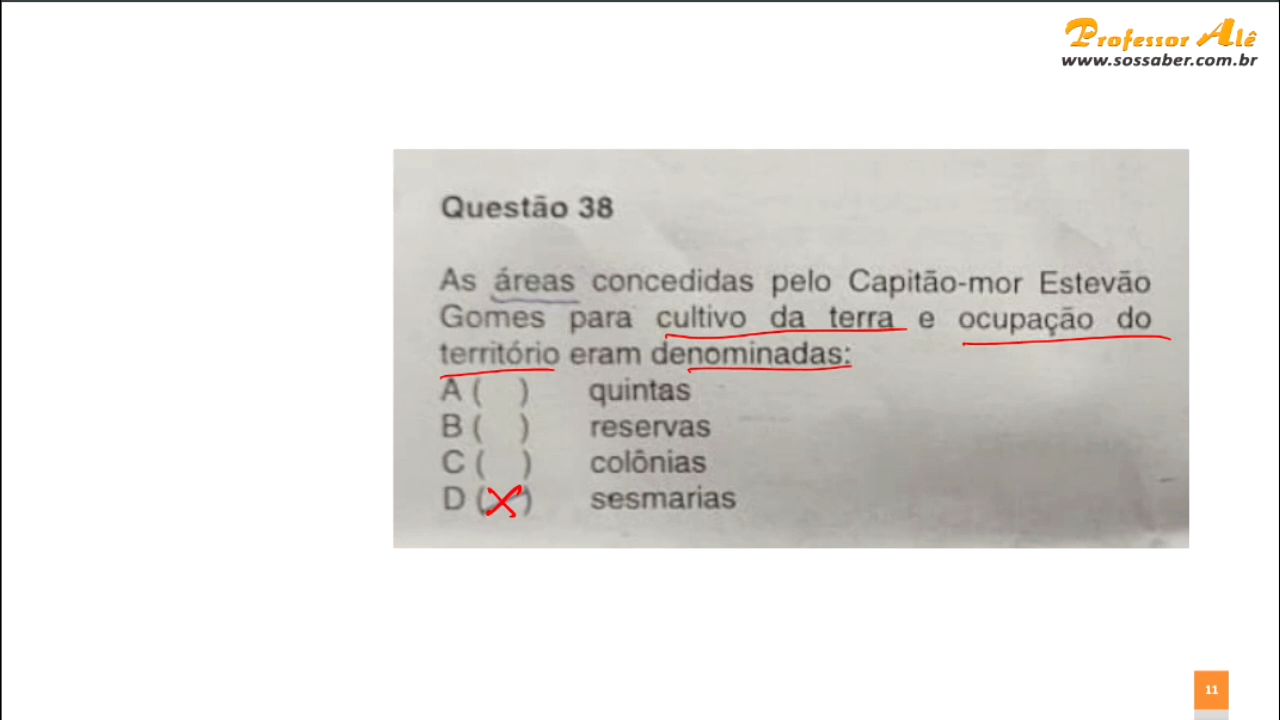 Professor Alê
www.sossaber.com.br
Questão 38
As áreas concedidas pelo Capitão-mor Estevão
Gomes para cultivo da terra e ocupação do
território eram denominadas:
A ( ) quintas
B ( ) reservas
C ( ) colônias
D (X) sesmarias
11